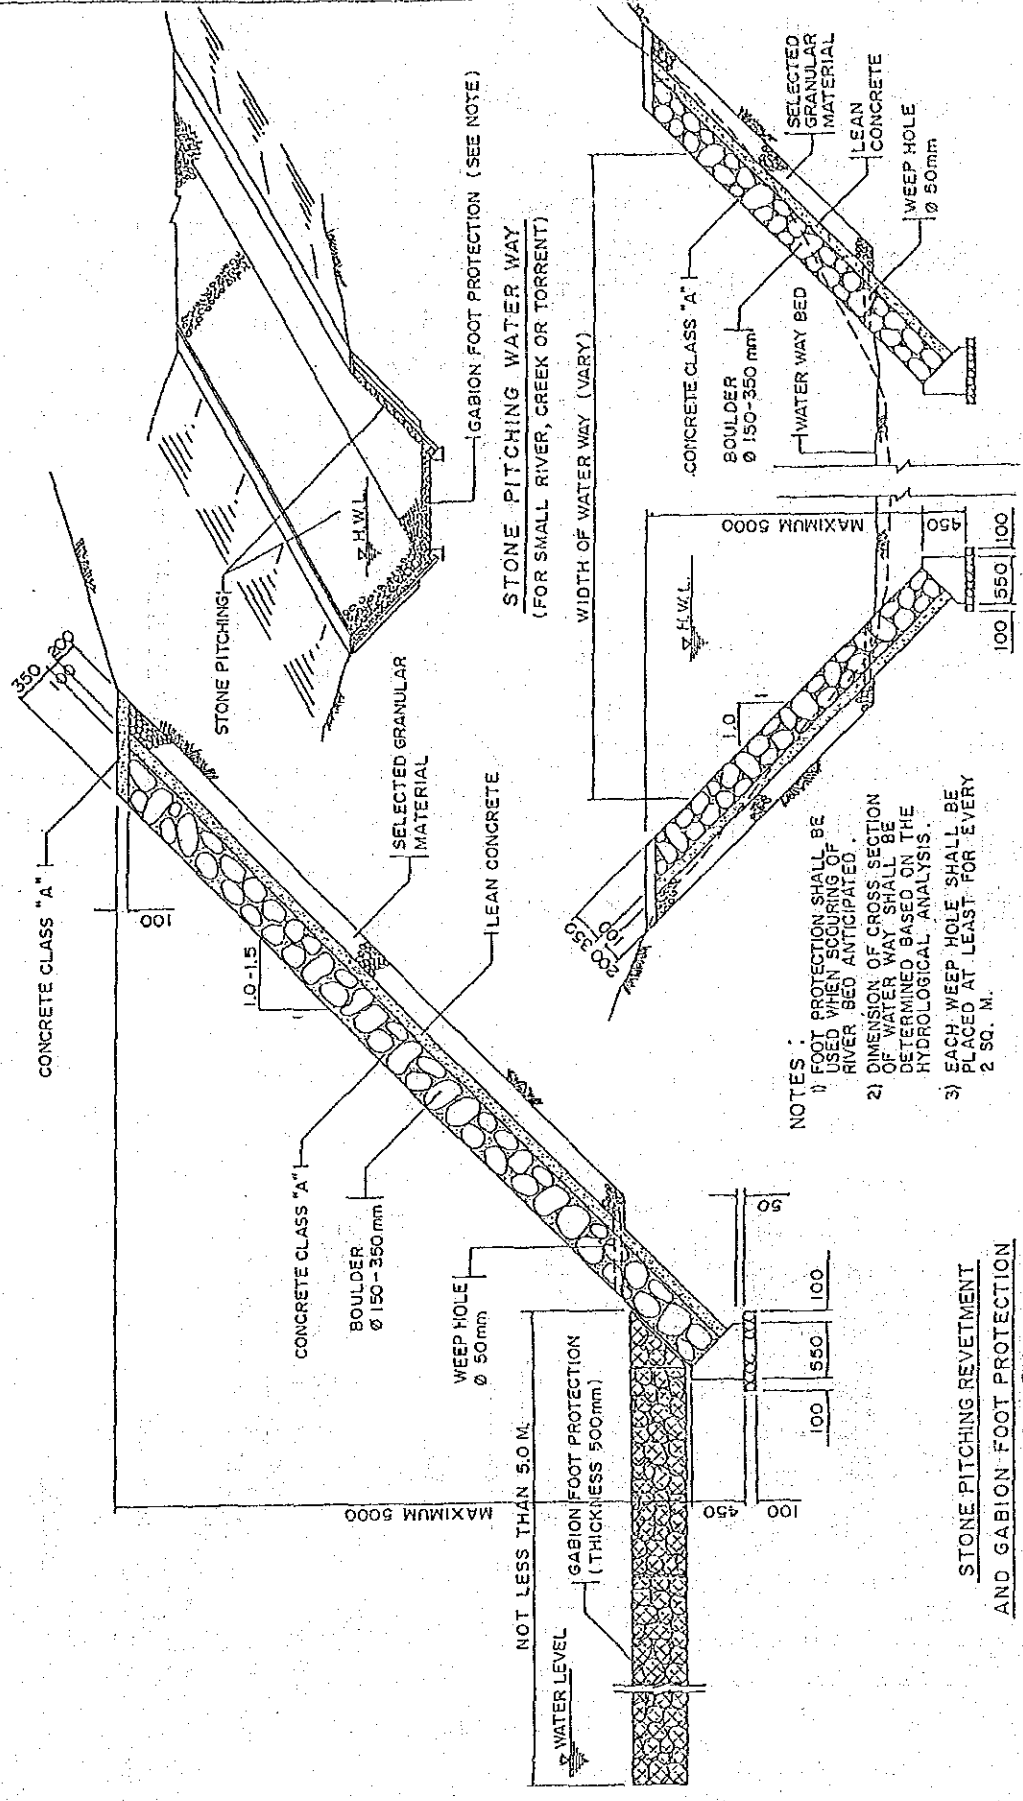 CONCRETE CLASS "A"
350
100
200
100
1.0-1.5
1
SELECTED GRANULAR
MATERIAL
LEAN CONCRETE
CONCRETE CLASS "A"
BOULDER
Ø 150-350mm
WEEP HOLE
Ø 50mm
MAXIMUM 5000
NOT LESS THAN 5.0 M.
GABION FOOT PROTECTION
(THICKNESS 500mm)
WATER LEVEL
450
100
50
100
550
100
STONE PITCHING REVETMENT
AND GABION FOOT PROTECTION
STONE PITCHING
H.W.L.
GABION FOOT PROTECTION (SEE NOTE)
STONE PITCHING WATER WAY
(FOR SMALL RIVER, CREEK OR TORRENT)
WIDTH OF WATER WAY (VARY)
200
350
100
1.0
1
H.W.L.
MAXIMUM 5000
450
100
550
100
CONCRETE CLASS "A"
BOULDER
Ø 150-350 mm
WATER WAY BED
SELECTED
GRANULAR
MATERIAL
LEAN
CONCRETE
WEEP HOLE
Ø 50mm
NOTES :
1) FOOT PROTECTION SHALL BE
USED WHEN SCOURING OF
RIVER BED ANTICIPATED.
2) DIMENSION OF CROSS SECTION
OF WATER WAY SHALL BE
DETERMINED BASED ON THE
HYDROLOGICAL ANALYSIS.
3) EACH WEEP HOLE SHALL BE
PLACED AT LEAST FOR EVERY
2 SQ. M.